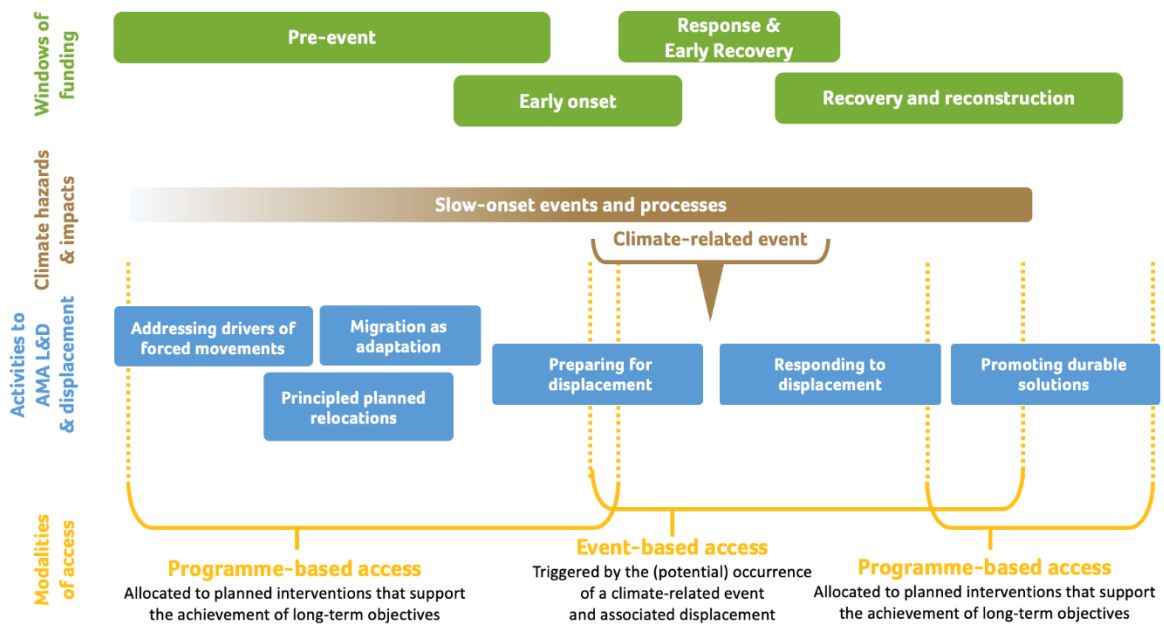 Windows of
funding
Pre-event
Response &
Early Recovery
Early onset
Recovery and reconstruction
Climate hazards
& impacts
Slow-onset events and processes
Climate-related event
Activities to
AMA L&D
& displacement
Addressing drivers of
forced movements
Migration as
adaptation
Principled planned
relocations
Preparing for
displacement
Responding to
displacement
Promoting durable
solutions
Modalities
of access
Programme-based access
Allocated to planned interventions that support
the achievement of long-term objectives
Event-based access
Triggered by the (potential) occurrence
of a climate-related event
and associated displacement
Programme-based access
Allocated to planned interventions that support
the achievement of long-term objectives